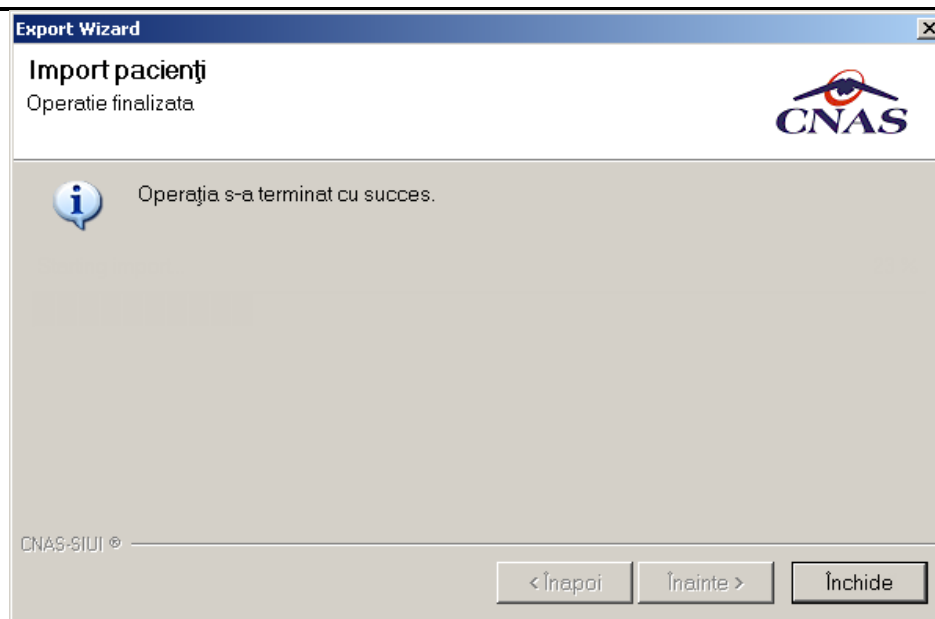 Export Wizard
Import pacienţi
Operatie finalizata
CNAS
Operaţia s-a terminat cu succes.
CNAS-SIUI ®
< Înapoi
Înainte >
Închide